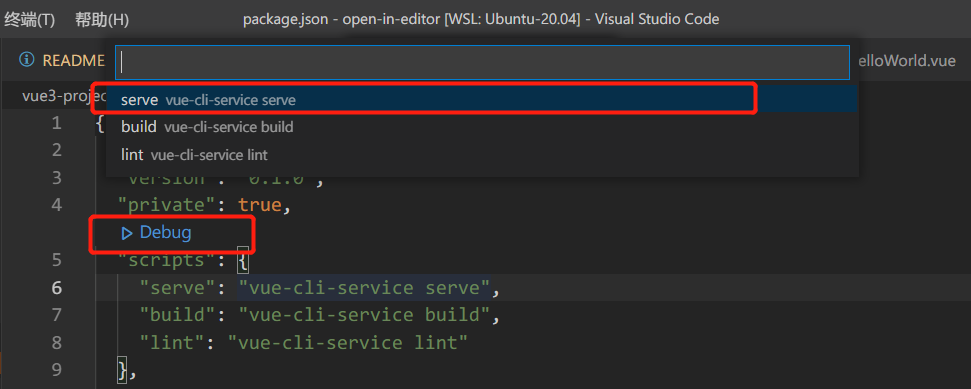 终端(T) 帮助(H) package.json - open-in-editor [WSL: Ubuntu-20.04] - Visual Studio Code
README elloWorld.vue
serve vue-cli-service serve
build vue-cli-service build
lint vue-cli-service lint
vue3-projec
1 {
2
3 "version": "0.1.0",
4 "private": true,
Debug
5 "scripts": {
6 "serve": "vue-cli-service serve",
7 "build": "vue-cli-service build",
8 "lint": "vue-cli-service lint"
9 },